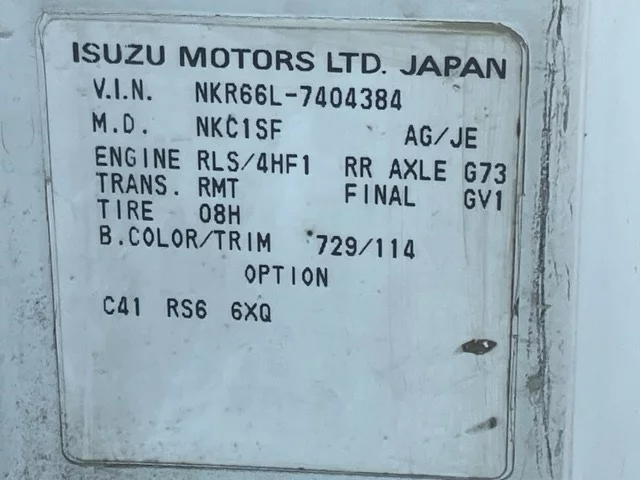 ISUZU MOTORS LTD. JAPAN
V.I.N. NKR66L-7404384
M.D. NKC1SF AG/JE
ENGINE RLS/4HF1 RR AXLE G73
TRANS. RMT FINAL GV1
TIRE 08H
B.COLOR/TRIM 729/114
OPTION
C41 RS6 6XQ